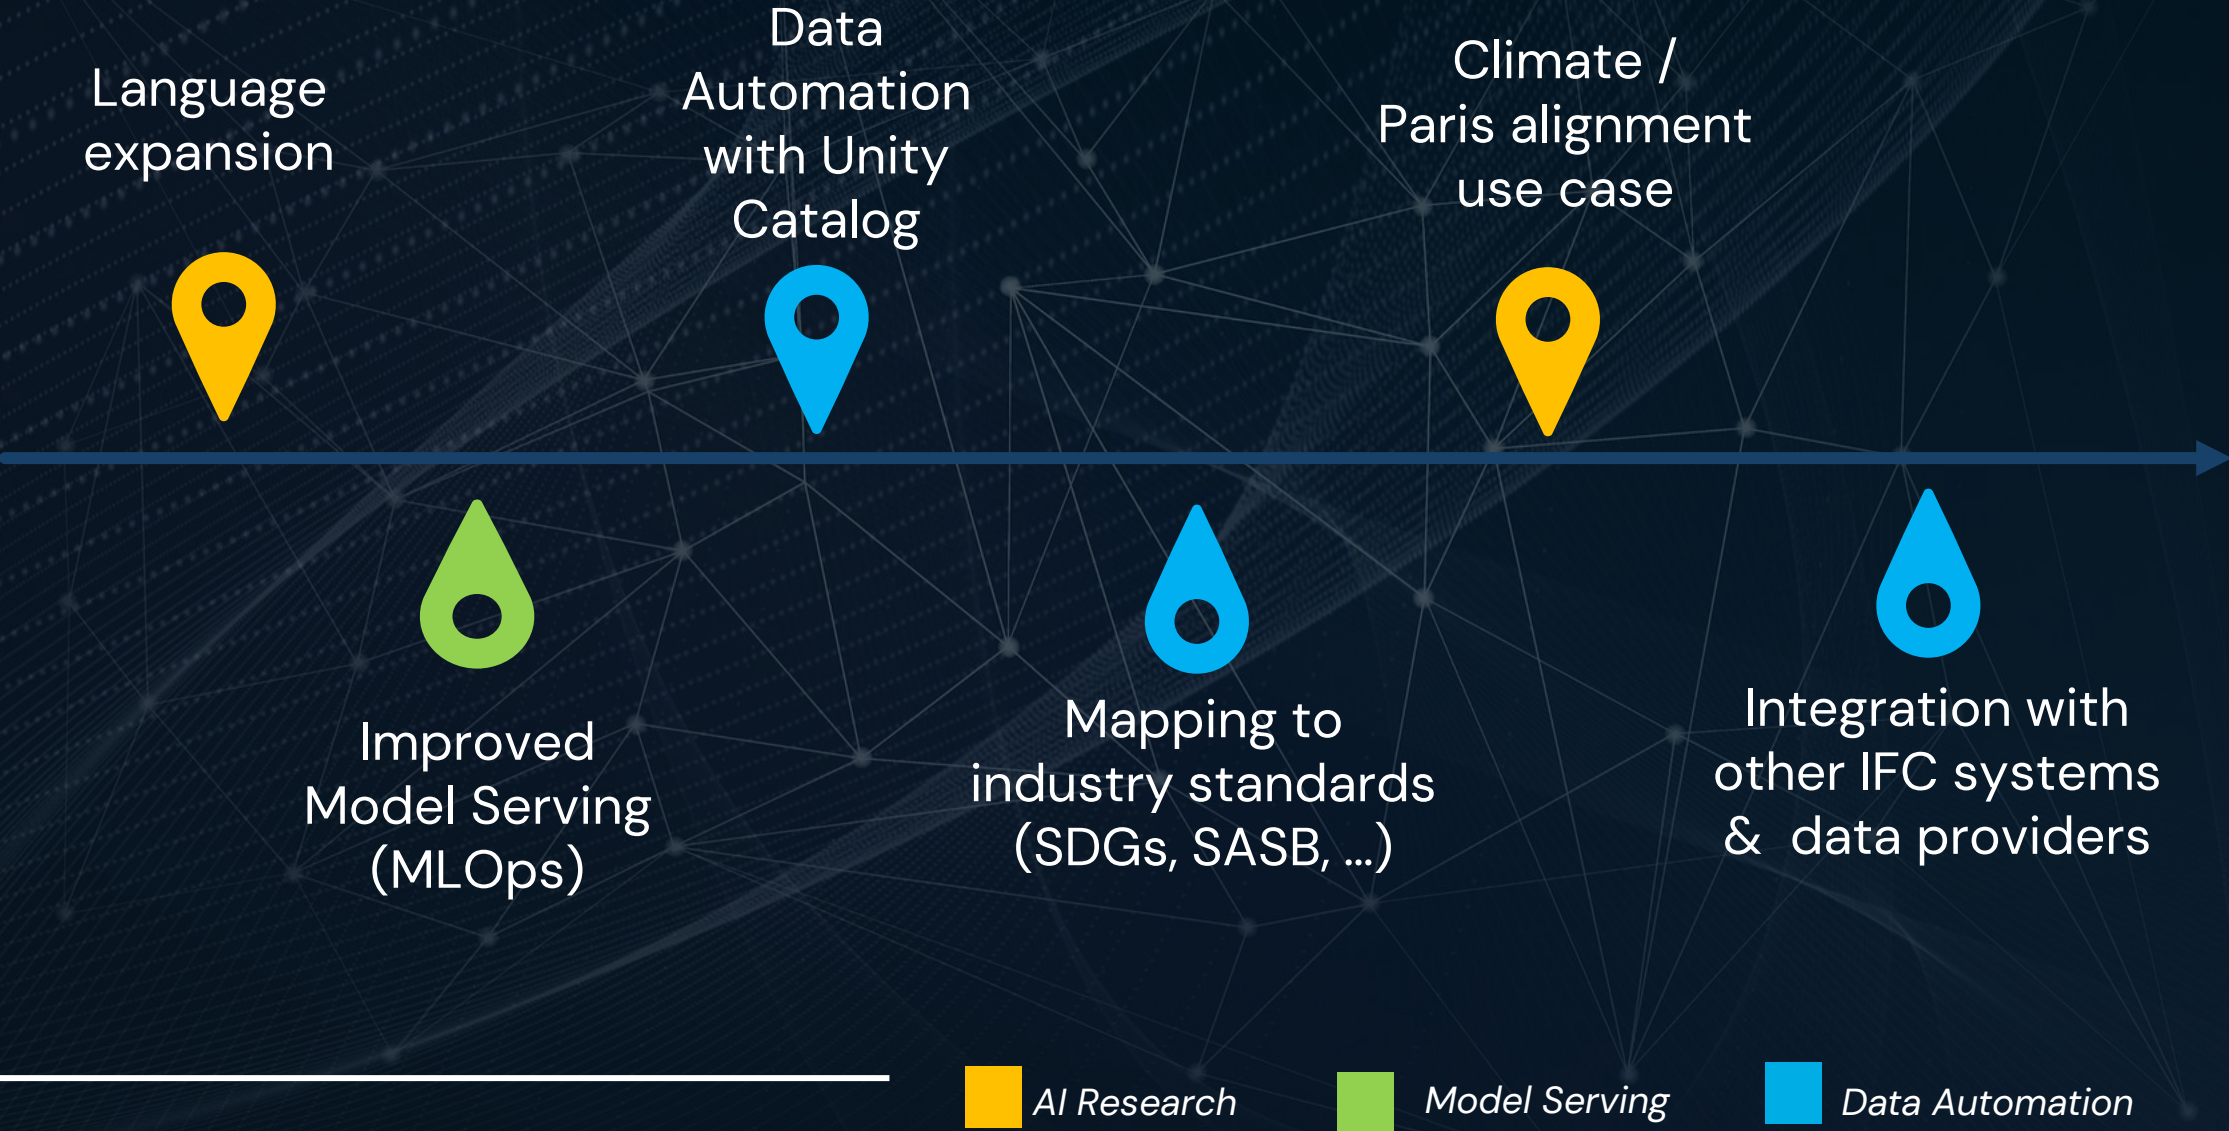 Language
expansion
Data
Automation
with Unity
Catalog
Climate /
Paris alignment
use case
Improved
Model Serving
(MLOps)
Mapping to
industry standards
(SDGs, SASB, ...)
Integration with
other IFC systems
& data providers
AI Research
Model Serving
Data Automation